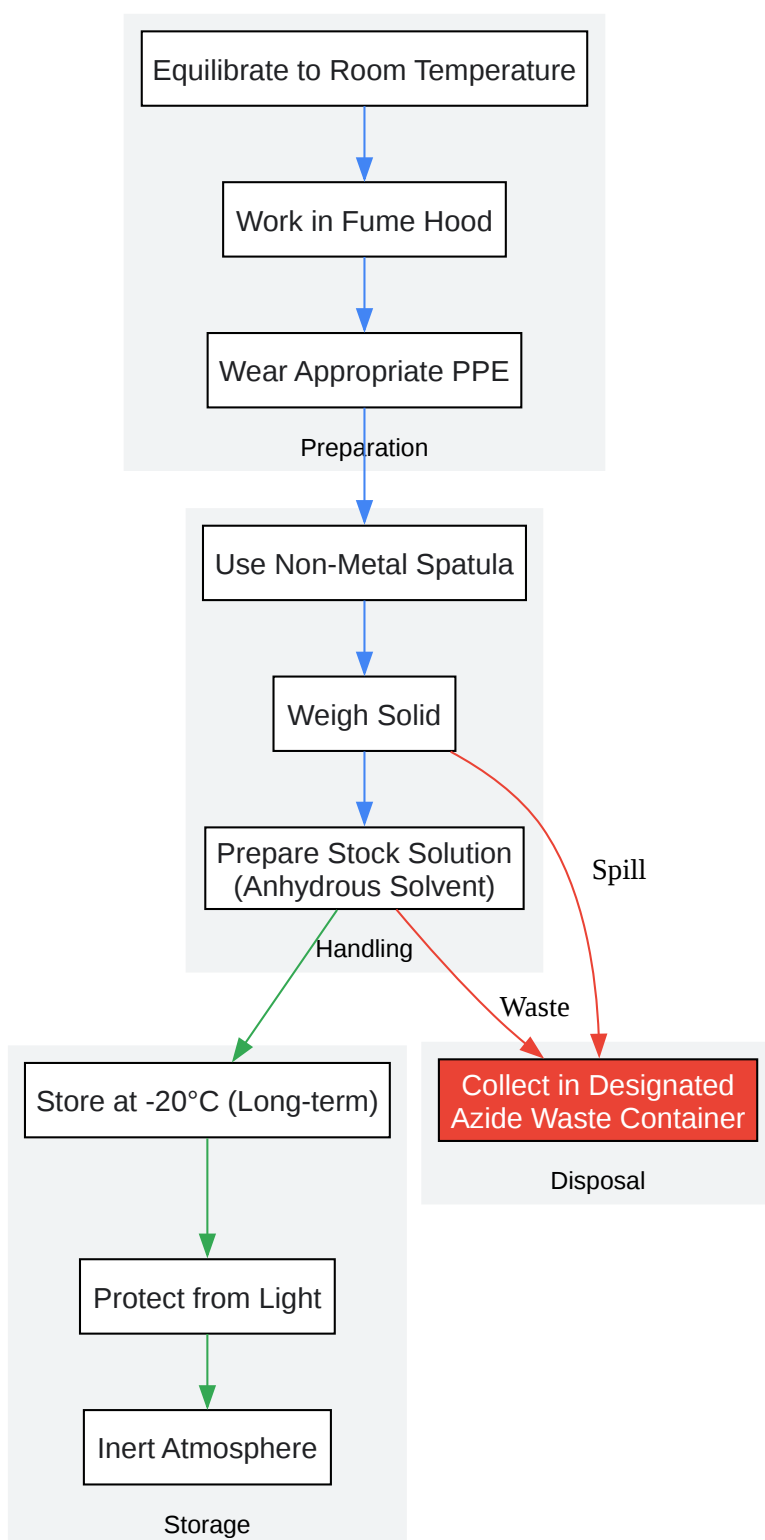 Equilibrate to Room Temperature
Work in Fume Hood
Wear Appropriate PPE
Preparation
Use Non-Metal Spatula
Weigh Solid
Prepare Stock Solution
(Anhydrous Solvent)
Spill
Handling
Waste
Store at -20°C (Long-term)
Collect in Designated
Azide Waste Container
Disposal
Protect from Light
Inert Atmosphere
Storage